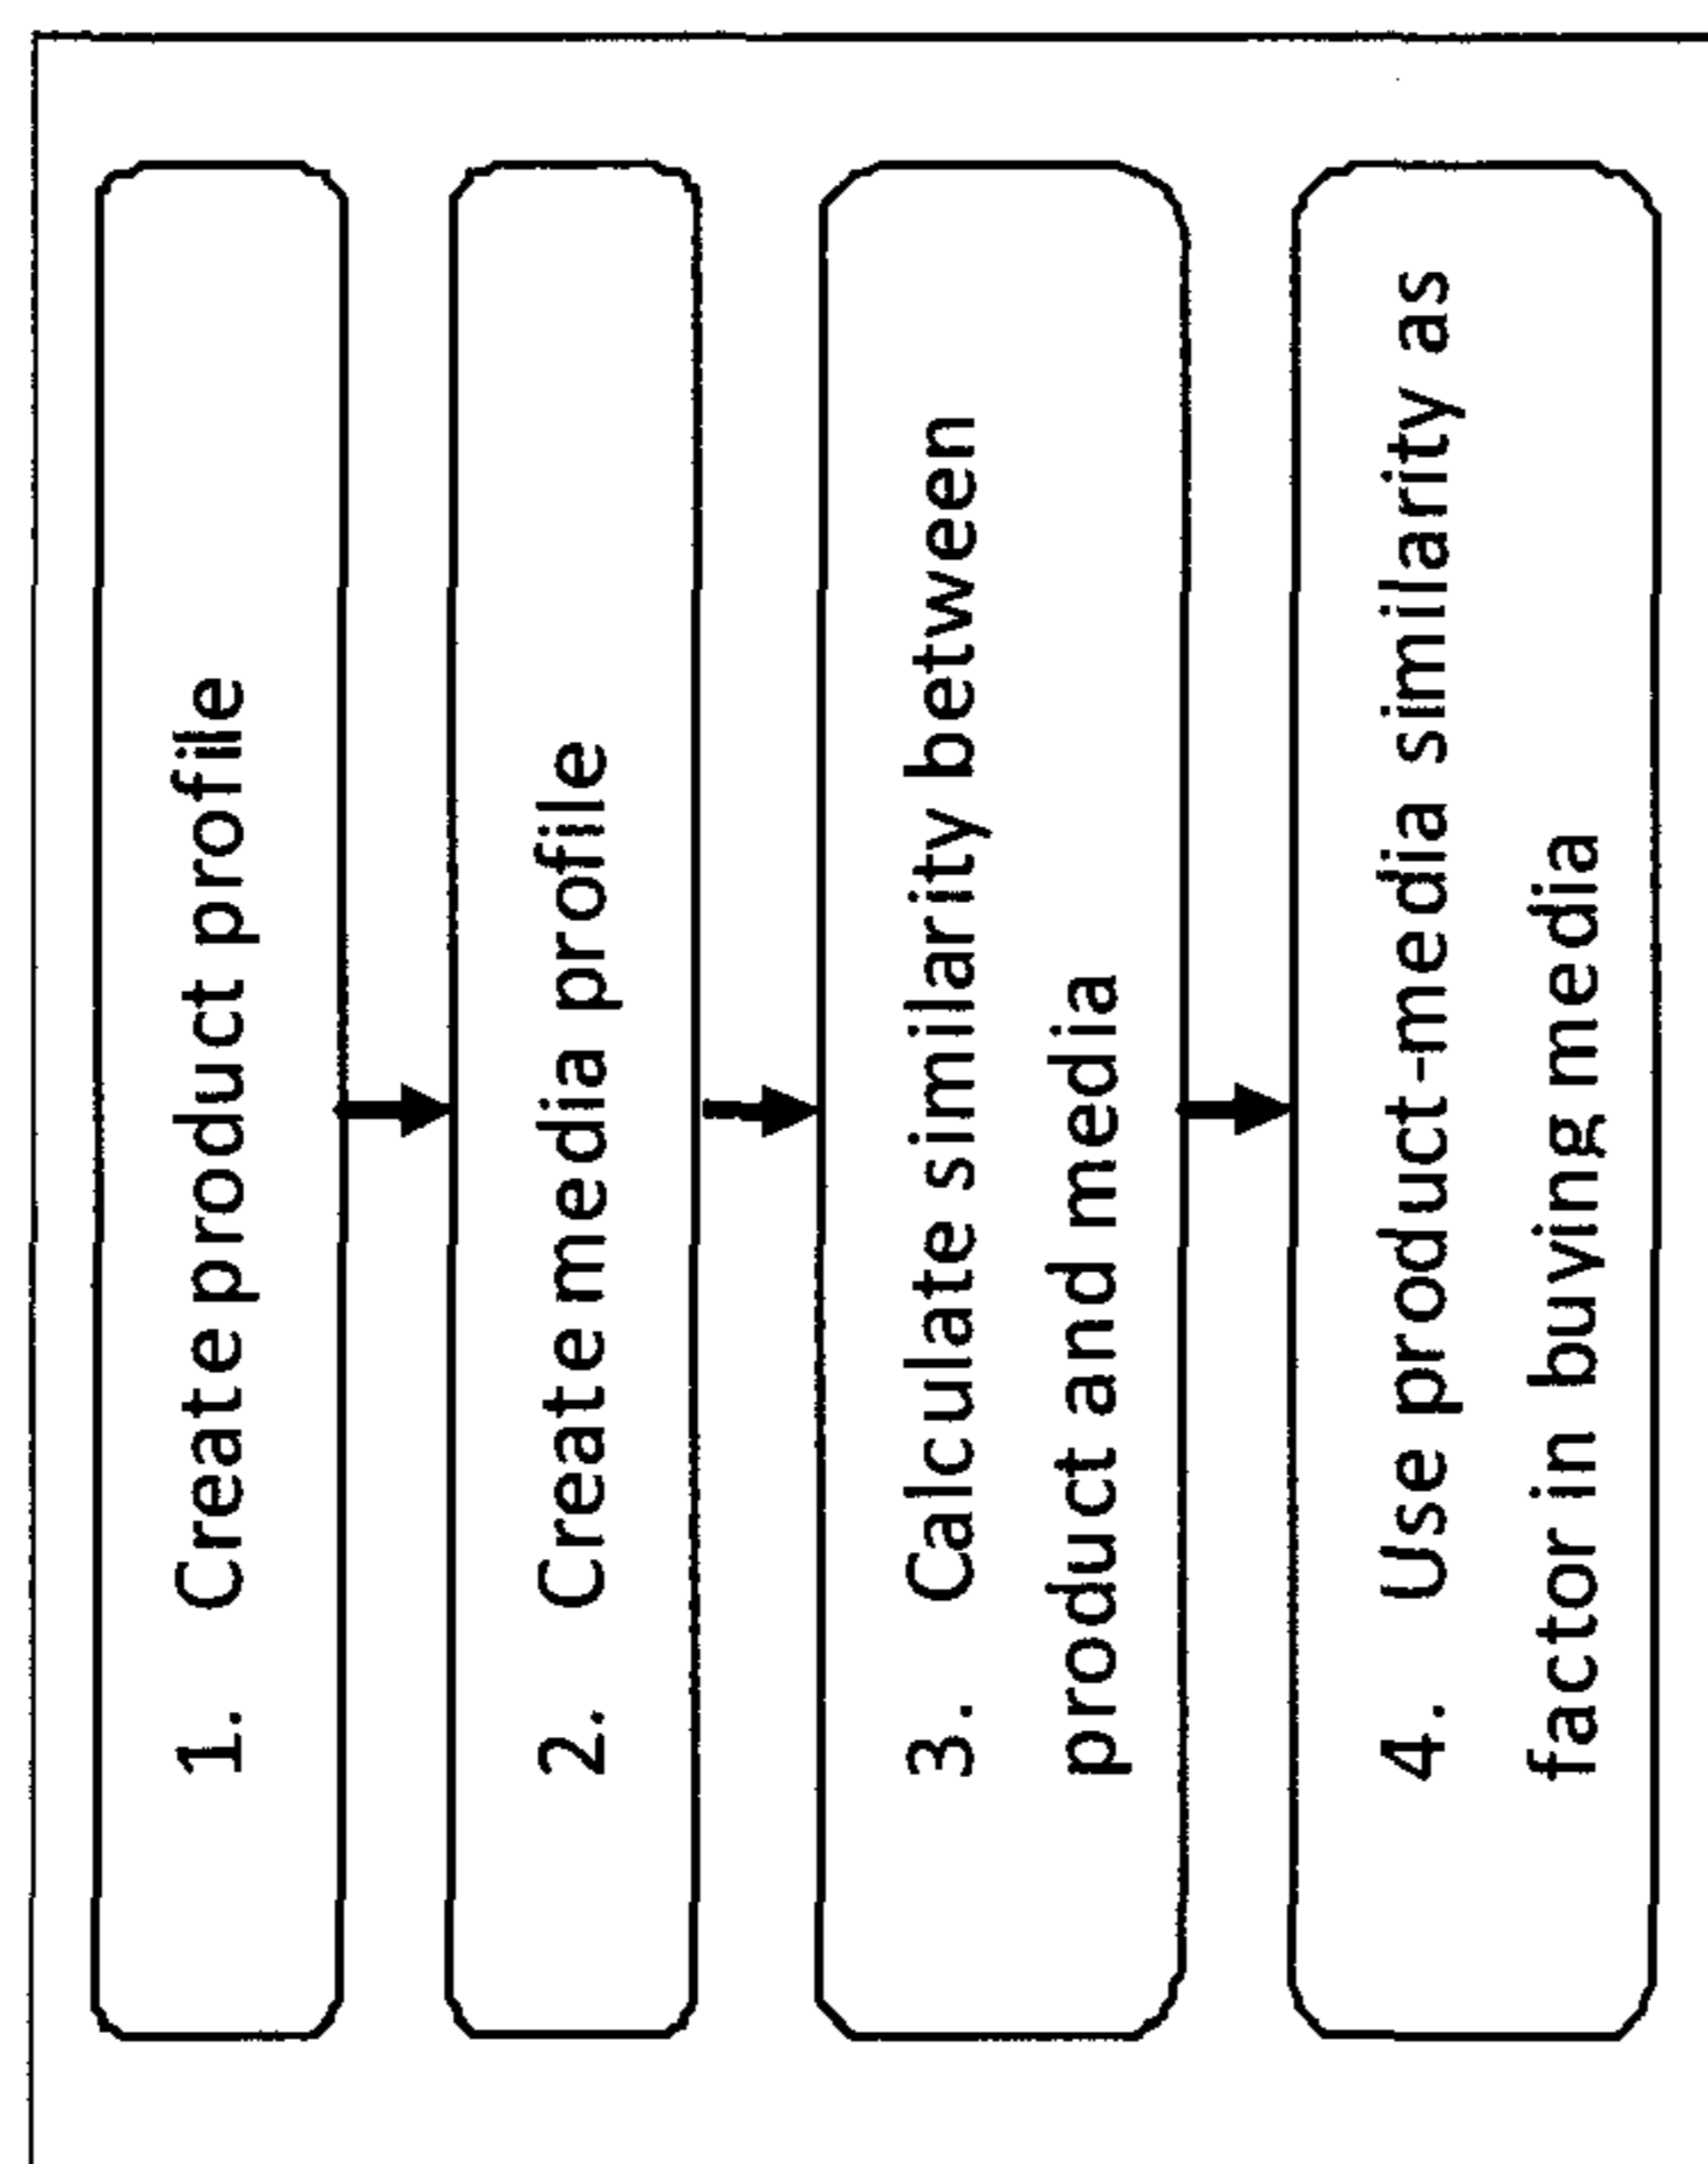 1. Create product profile
2. Create media profile
3. Calculate similarity between
product and media
4. Use product-media similarity as
factor in buying media